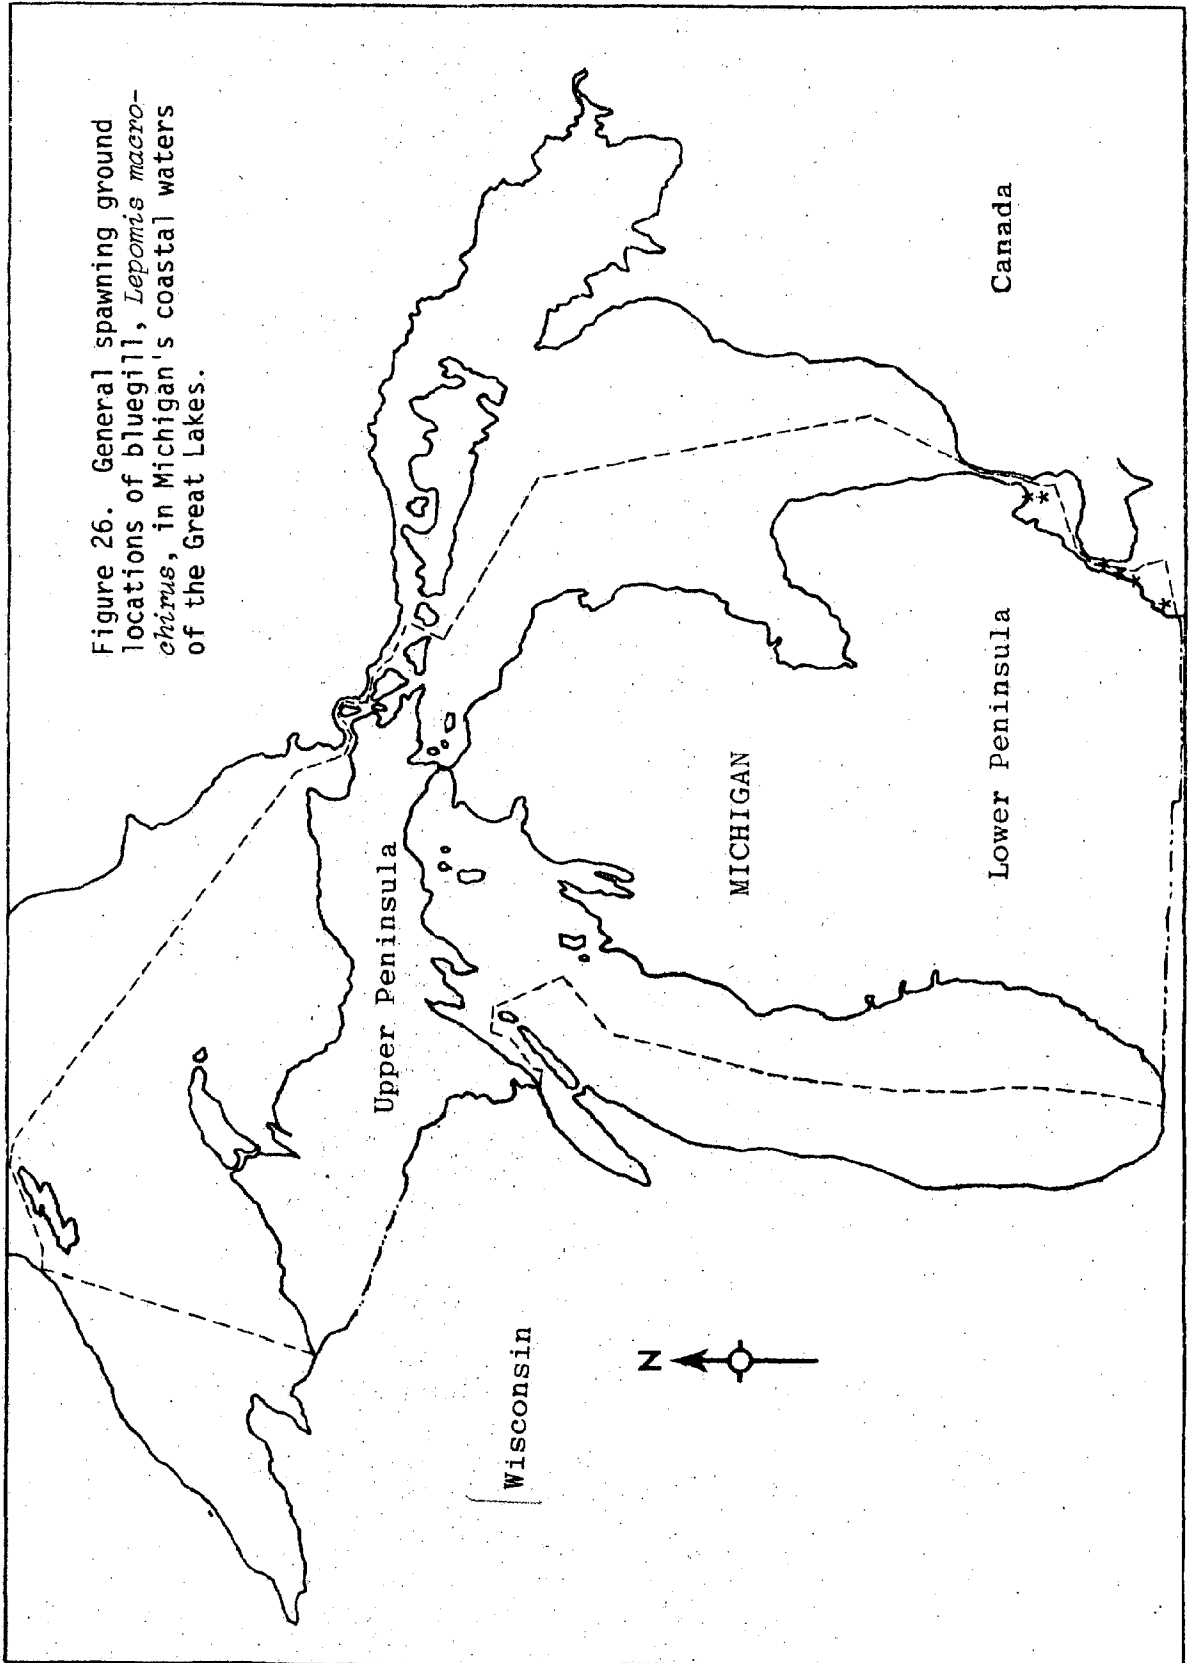 Figure 26. General spawning ground
locations of bluegill, Lepomis macro-
chirus, in Michigan's coastal waters
of the Great Lakes.
Upper Peninsula
Wisconsin
N
MICHIGAN
Canada
Lower Peninsula